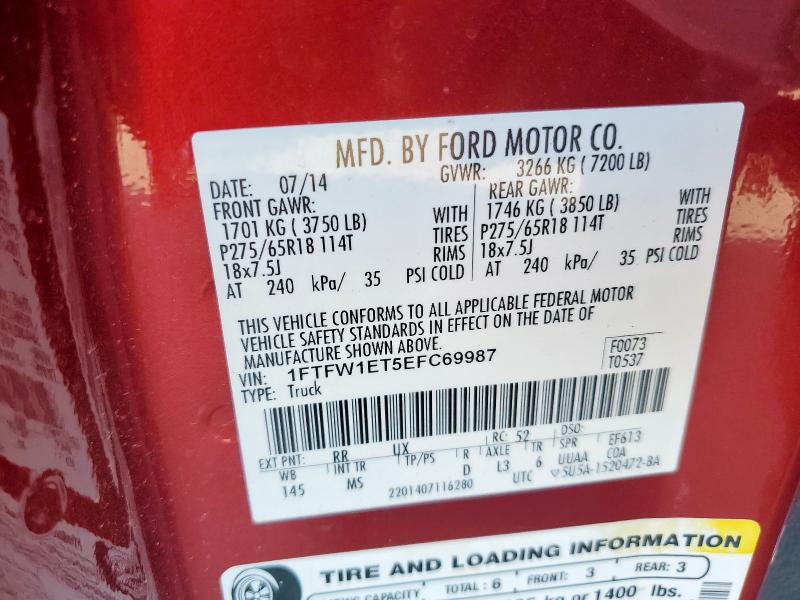 MFD. BY FORD MOTOR CO.
DATE: 07/14 GVWR: 3266 KG ( 7200 LB)
FRONT GAWR: REAR GAWR:
1701 KG ( 3750 LB) WITH 1746 KG ( 3850 LB) WITH
P275/65R18 114T TIRES P275/65R18 114T TIRES
18x7.5J RIMS 18x7.5J RIMS
AT 240 kPa/ 35 PSI COLD AT 240 kPa/ 35 PSI COLD
THIS VEHICLE CONFORMS TO ALL APPLICABLE FEDERAL MOTOR
VEHICLE SAFETY STANDARDS IN EFFECT ON THE DATE OF
MANUFACTURE SHOWN ABOVE.
VIN: 1FTFW1ET5EFC69987 F0073
TYPE: Truck T0537
EXT PNT: RR UX RC: 52 DSO:
WB INT TR TP/PS R AXLE TR SPR EF613
145 MS D L3 6 UUAA COA
2201407116280 UTC ▽5U5A-1520472-BA
TIRE AND LOADING INFORMATION
CAPACITY TOTAL : 6 FRONT: 3 REAR: 3
kg or 1400 lbs.